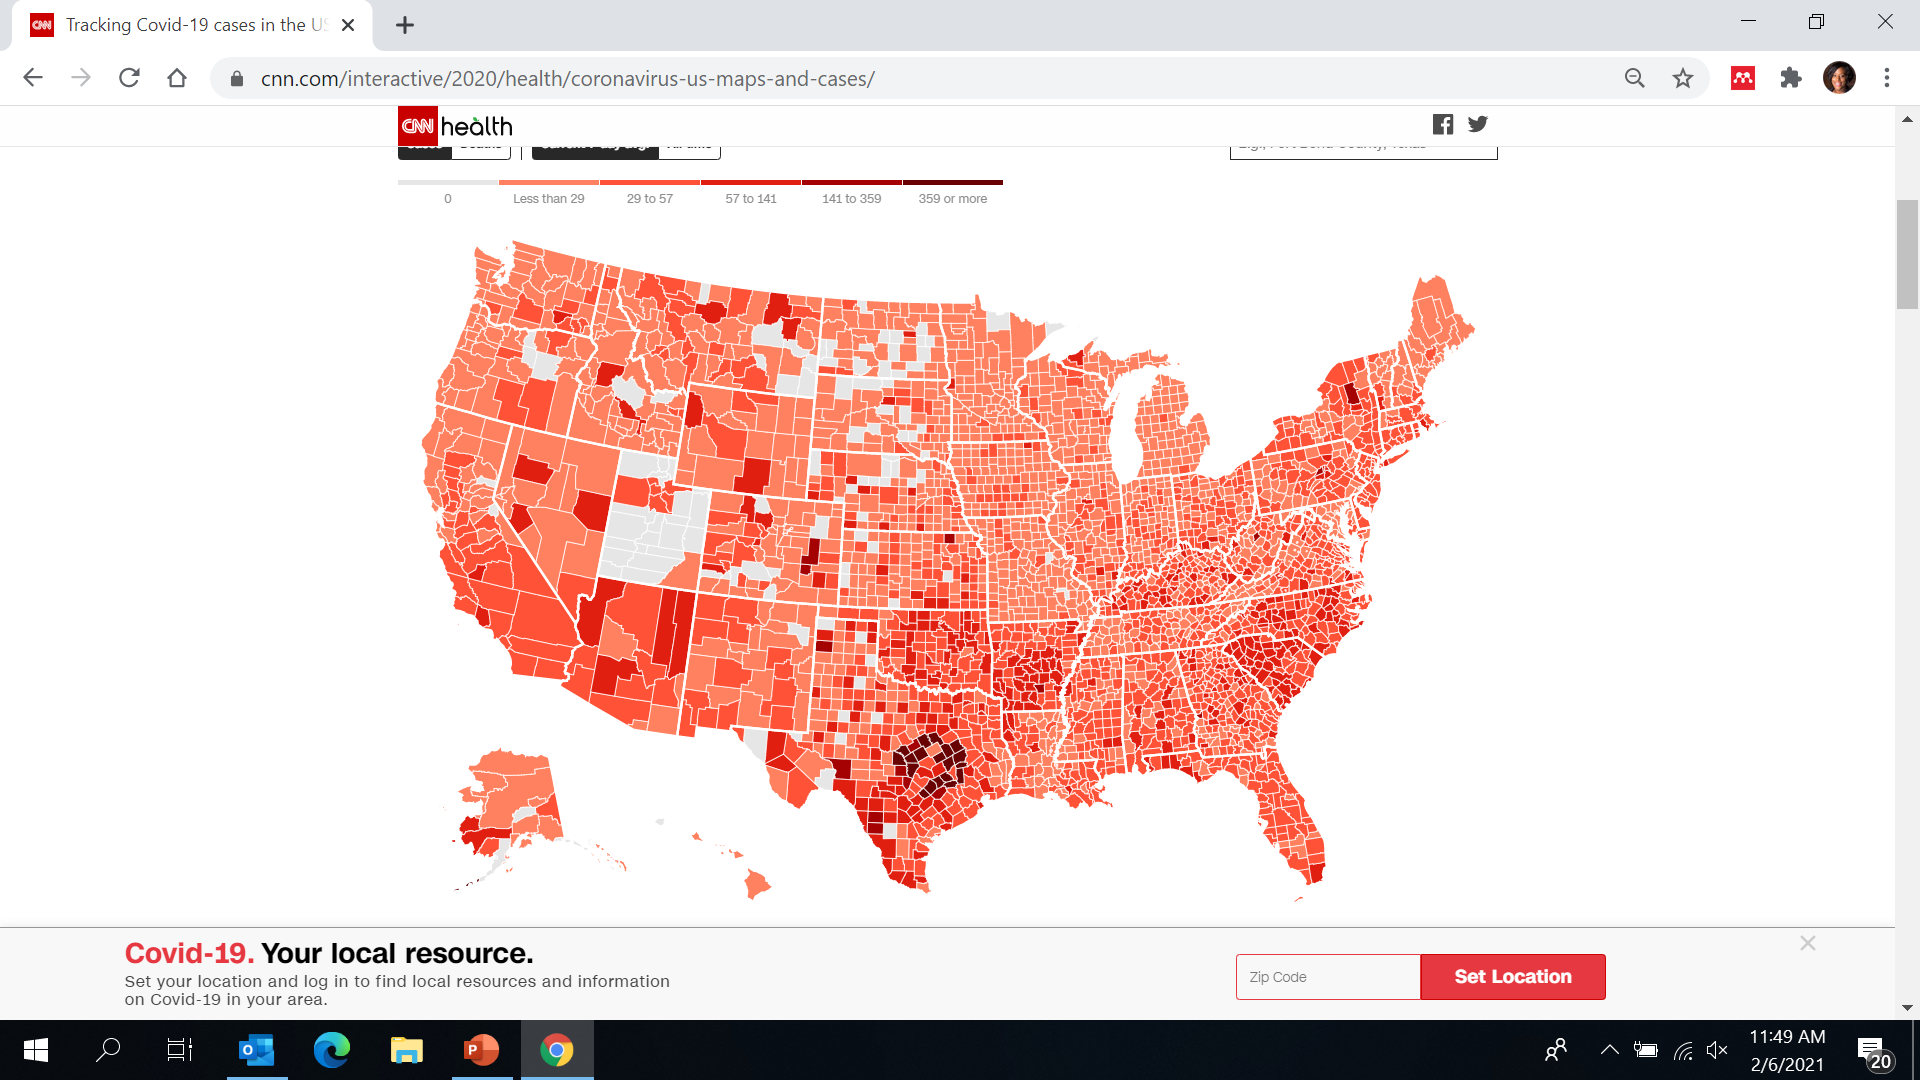 CNN Tracking Covid-19 cases in the US
cnn.com/interactive/2020/health/coronavirus-us-maps-and-cases/
CNN health
0 Less than 29 29 to 57 57 to 141 141 to 359 359 or more
Covid-19. Your local resource.
Set your location and log in to find local resources and information
on Covid-19 in your area.
Zip Code Set Location
11:49 AM
2/6/2021
20